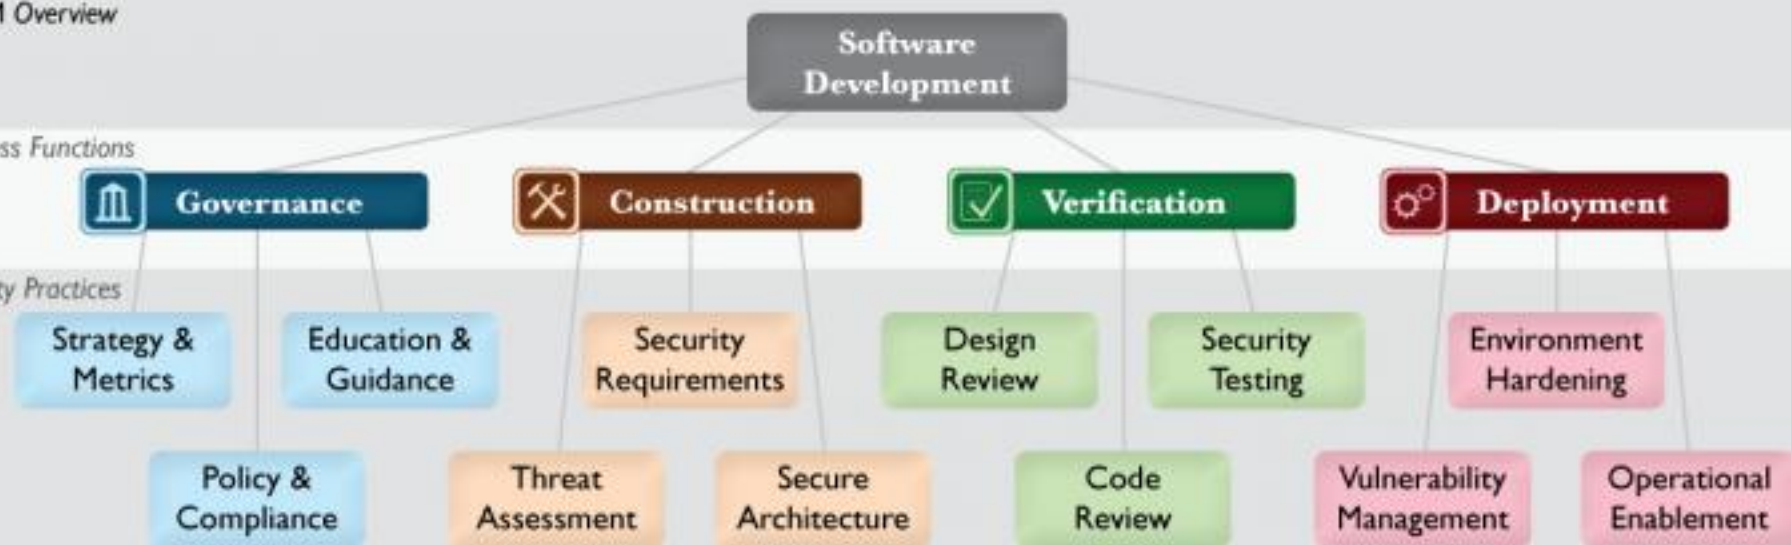 Overview
Software
Development
Functions
Governance
Construction
Verification
Deployment
Practices
Strategy &
Metrics
Education &
Guidance
Security
Requirements
Design
Review
Security
Testing
Environment
Hardening
Policy &
Compliance
Threat
Assessment
Secure
Architecture
Code
Review
Vulnerability
Management
Operational
Enablement